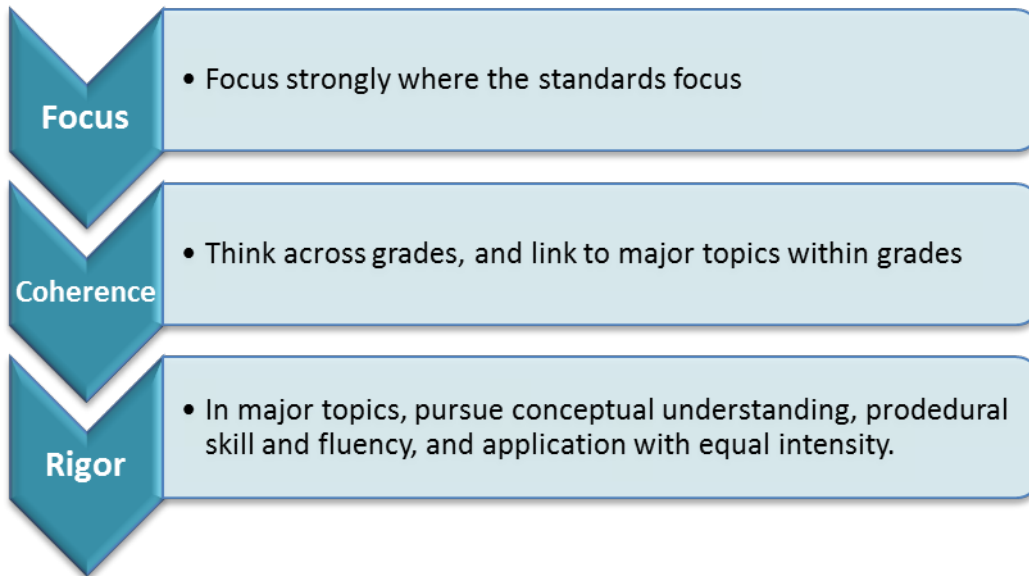 Focus
• Focus strongly where the standards focus
Coherence
• Think across grades, and link to major topics within grades
Rigor
• In major topics, pursue conceptual understanding, prodedural
skill and fluency, and application with equal intensity.